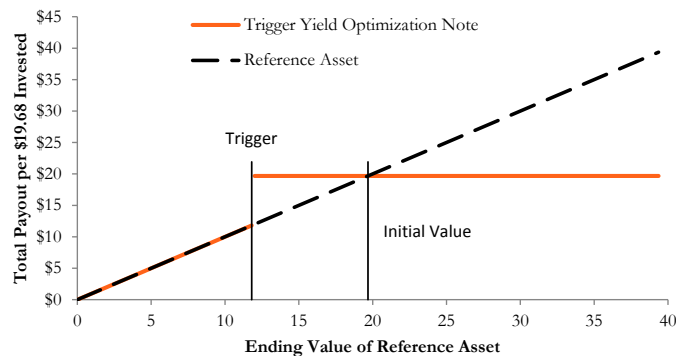 $45
$40
$35
$30
$25
$20
$15
$10
$5
$0
Total Payout per $19.68 Invested
Trigger Yield Optimization Note
Reference Asset
Trigger
Initial Value
0 5 10 15 20 25 30 35 40
Ending Value of Reference Asset